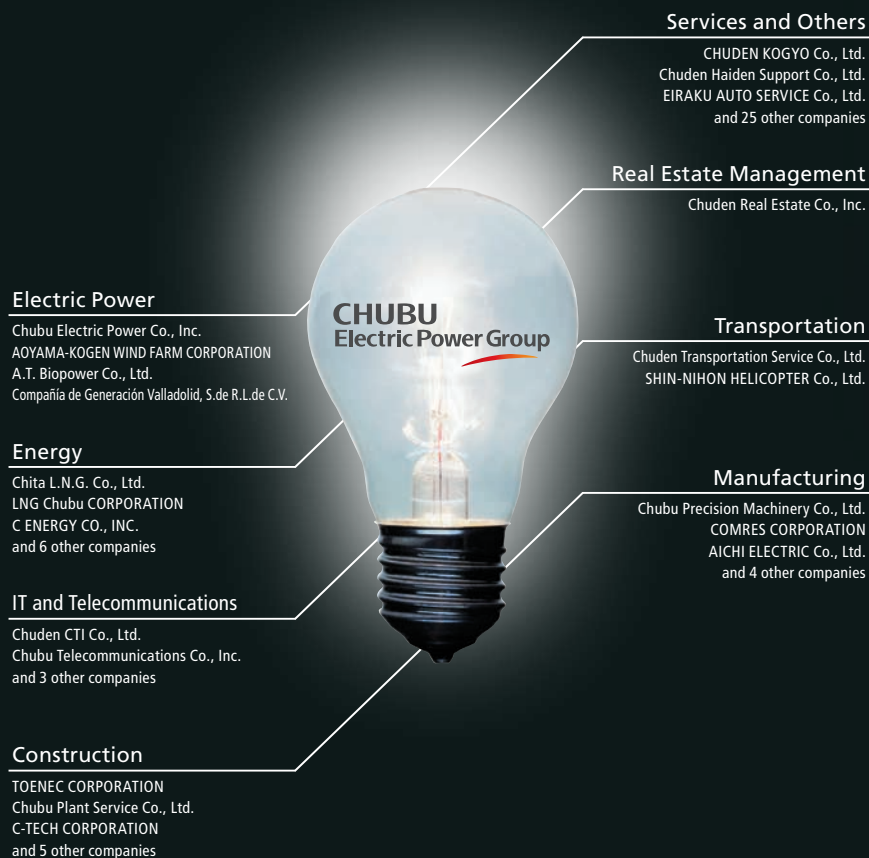 Services and Others
CHUDEN KOGYO Co., Ltd.
Chuden Haiden Support Co., Ltd.
EIRAKU AUTO SERVICE Co., Ltd.
and 25 other companies
Real Estate Management
Chuden Real Estate Co., Inc.
Electric Power
Chubu Electric Power Co., Inc.
AOYAMA-KOGEN WIND FARM CORPORATION
A.T. Biopower Co., Ltd.
Compañía de Generación Valladolid, S.de R.L.de C.V.
CHUBU
Electric Power Group
Transportation
Chuden Transportation Service Co., Ltd.
SHIN-NIHON HELICOPTER Co., Ltd.
Energy
Chita L.N.G. Co., Ltd.
LNG Chubu CORPORATION
C ENERGY CO., INC.
and 6 other companies
Manufacturing
Chubu Precision Machinery Co., Ltd.
COMRES CORPORATION
AICHI ELECTRIC Co., Ltd.
and 4 other companies
IT and Telecommunications
Chuden CTI Co., Ltd.
Chubu Telecommunications Co., Inc.
and 3 other companies
Construction
TOENEC CORPORATION
Chubu Plant Service Co., Ltd.
C-TECH CORPORATION
and 5 other companies